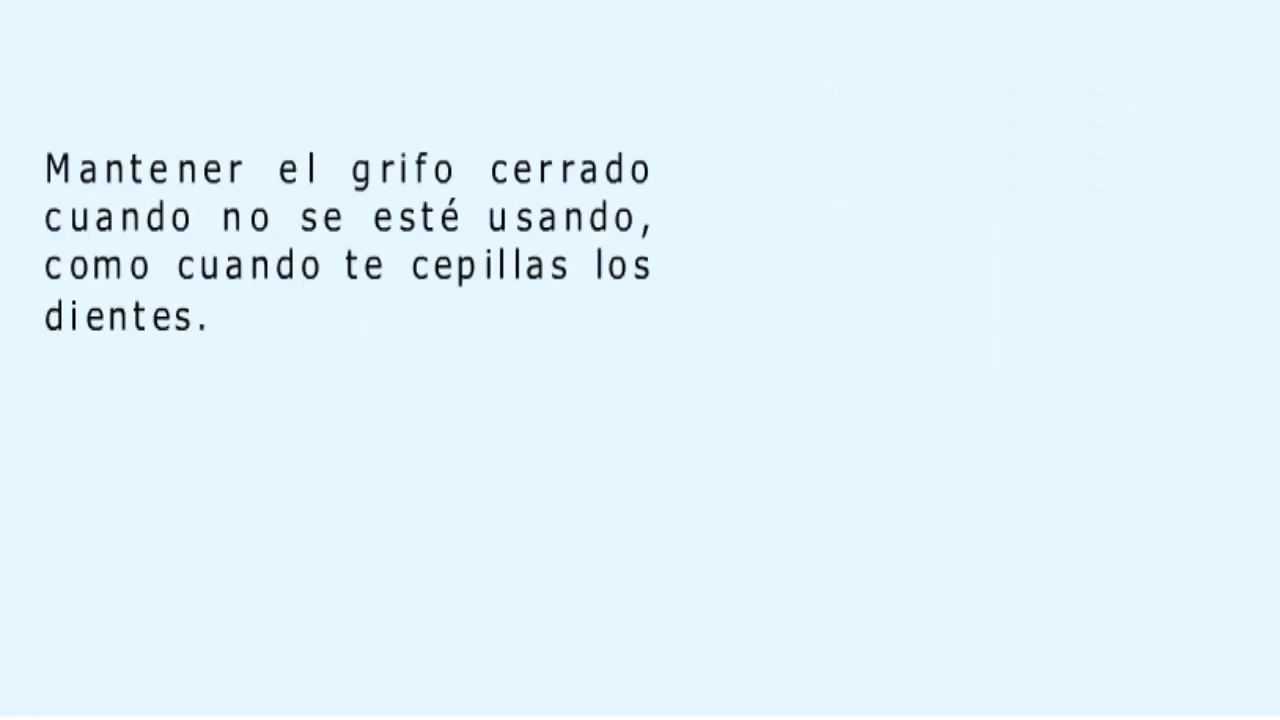 Mantener el grifo cerrado
cuando no se esté usando,
como cuando te cepillas los
dientes.